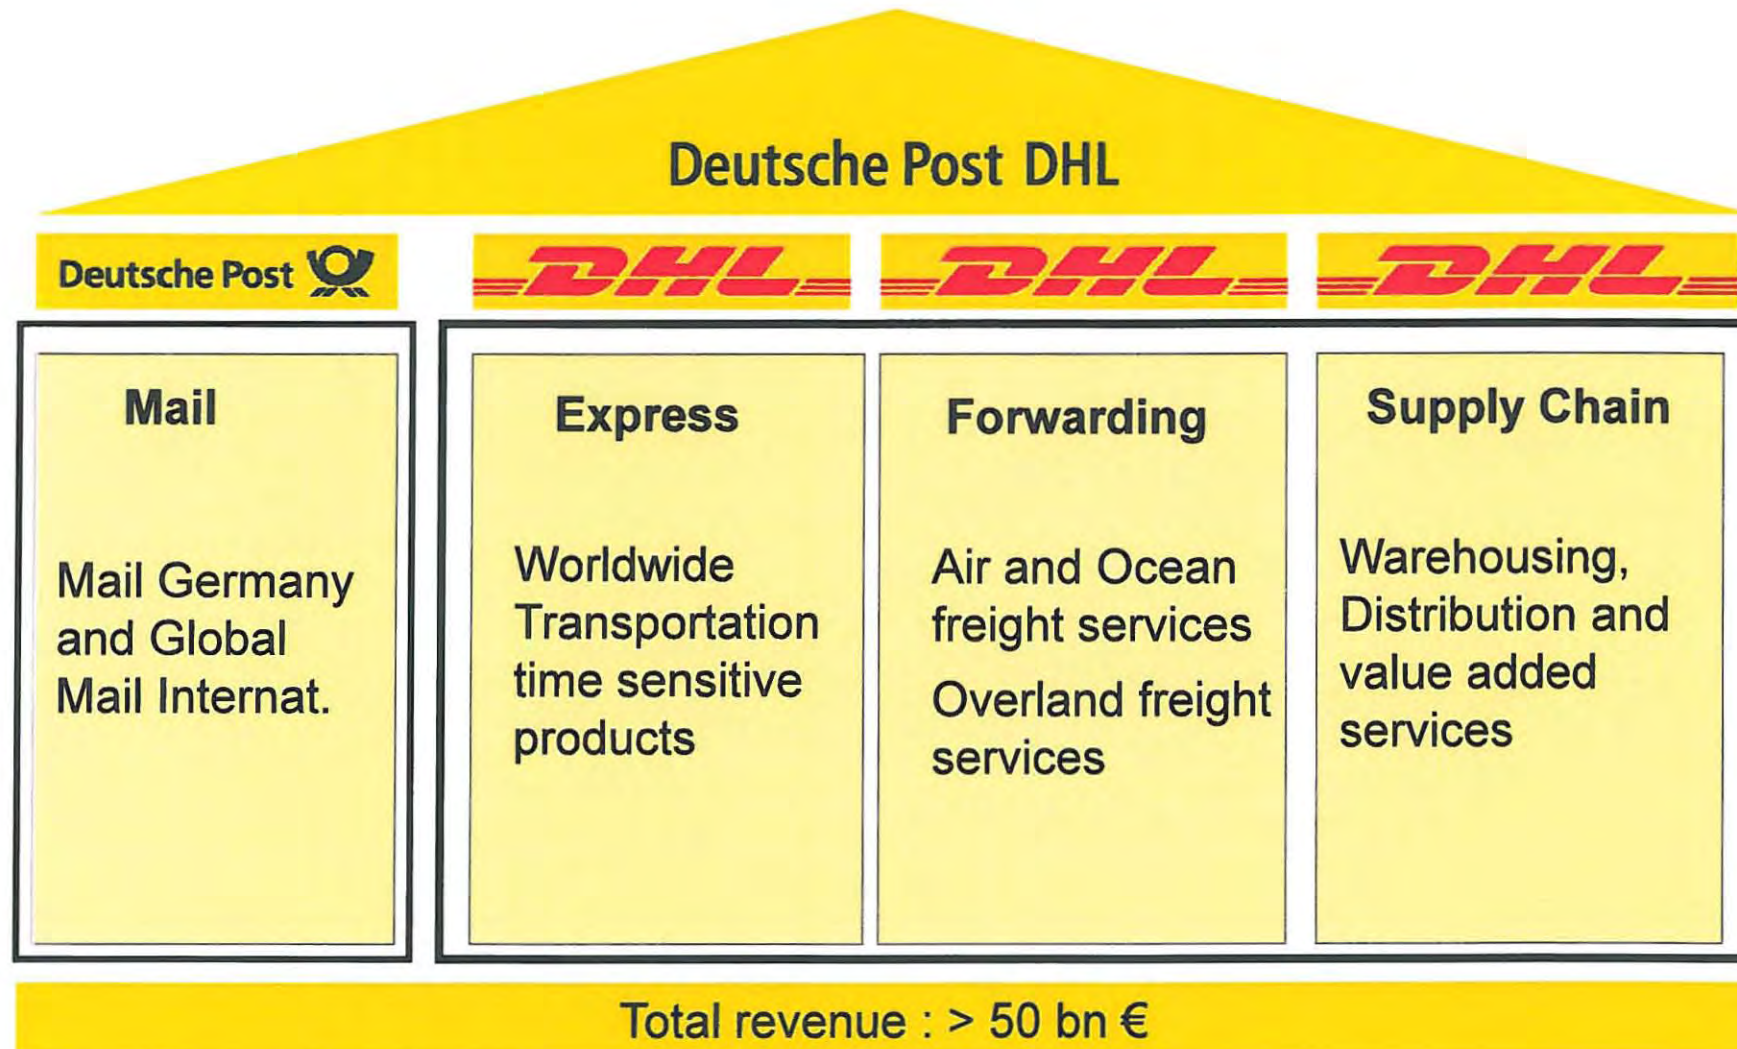 Deutsche Post DHL
Deutsche Post
DHL
DHL
DHL
Mail
Mail Germany
and Global
Mail Internat.
Express
Worldwide
Transportation
time sensitive
products
Forwarding
Air and Ocean
freight services
Overland freight
services
Supply Chain
Warehousing,
Distribution and
value added
services
Total revenue : > 50 bn €